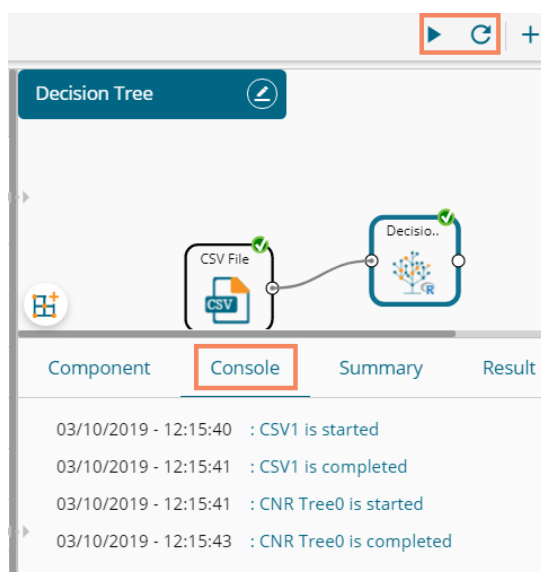 Decision Tree
Decisio..
CSV File
CSV
R
Component Console Summary Result
03/10/2019 - 12:15:40 : CSV1 is started
03/10/2019 - 12:15:41 : CSV1 is completed
03/10/2019 - 12:15:41 : CNR Tree0 is started
03/10/2019 - 12:15:43 : CNR Tree0 is completed